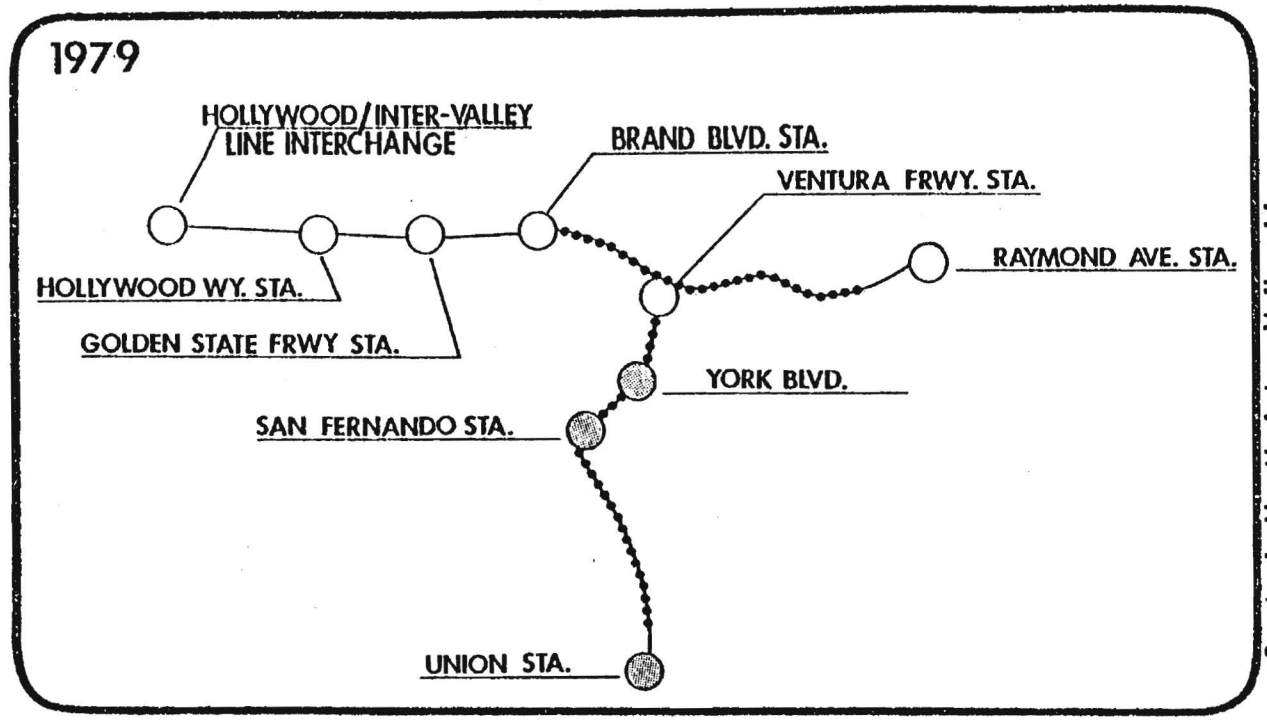 1979
HOLLYWOOD/INTER-VALLEY
LINE INTERCHANGE
BRAND BLVD. STA.
VENTURA FRWY. STA.
RAYMOND AVE. STA.
HOLLYWOOD WY. STA.
GOLDEN STATE FRWY STA.
YORK BLVD.
SAN FERNANDO STA.
UNION STA.